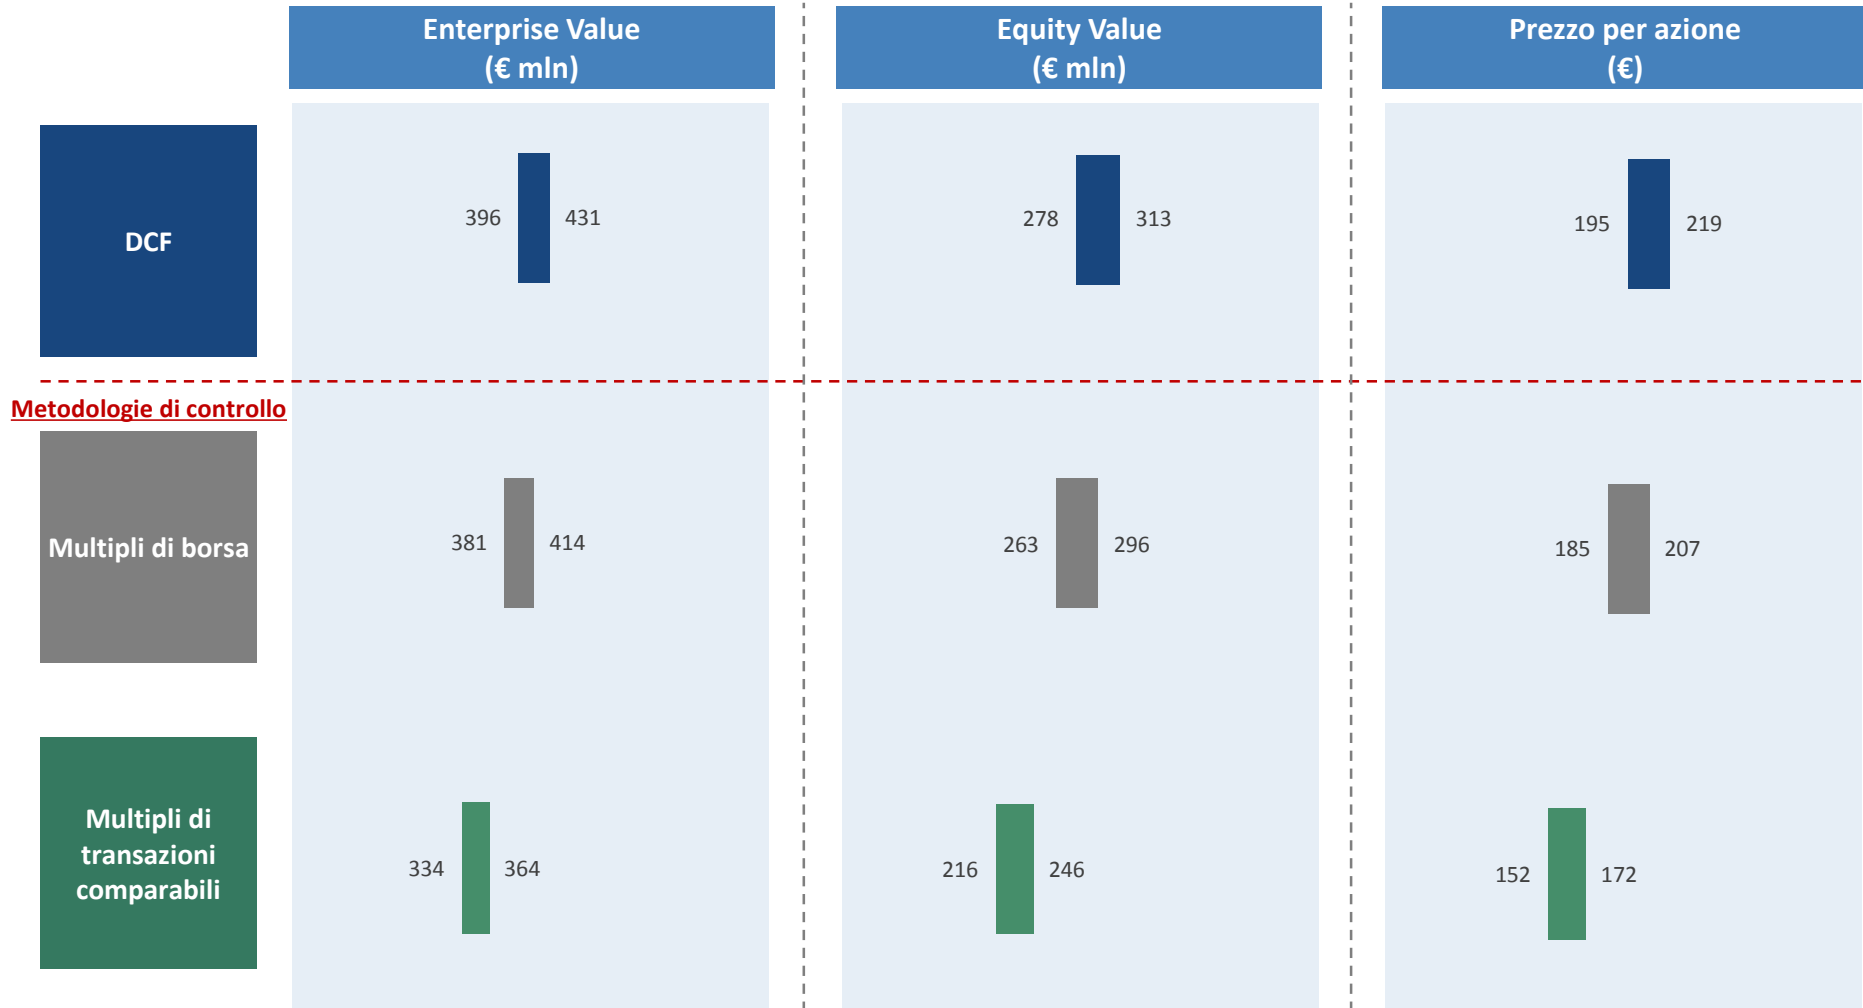 Enterprise Value
(€ mln)
Equity Value
(€ mln)
Prezzo per azione
(€)
DCF
396 431
278 313
195 219
Metodologie di controllo
Multipli di borsa
381 414
263 296
185 207
Multipli di
transazioni
comparabili
334 364
216 246
152 172